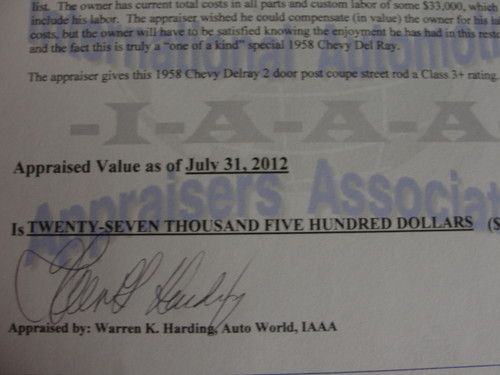 list. The owner has current total costs in all parts and custom labor of some $33,000, which
include his labor. The appraiser wished he could compensate (in value) the owner for his
costs, but the owner will have to be satisfied knowing the enjoyment he has had in this
and the fact this is truly a "one of a kind" special 1958 Chevy Del Ray.
International Automotive
The appraiser gives this 1958 Chevy Delray 2 door post coupe street rod a Class 3+ rating.
-I-A-A-A
Appraised Value as of July 31, 2012
Appraisers Associat
Is TWENTY-SEVEN THOUSAND FIVE HUNDRED DOLLARS (S
Appraised by: Warren K. Harding, Auto World, IAAA